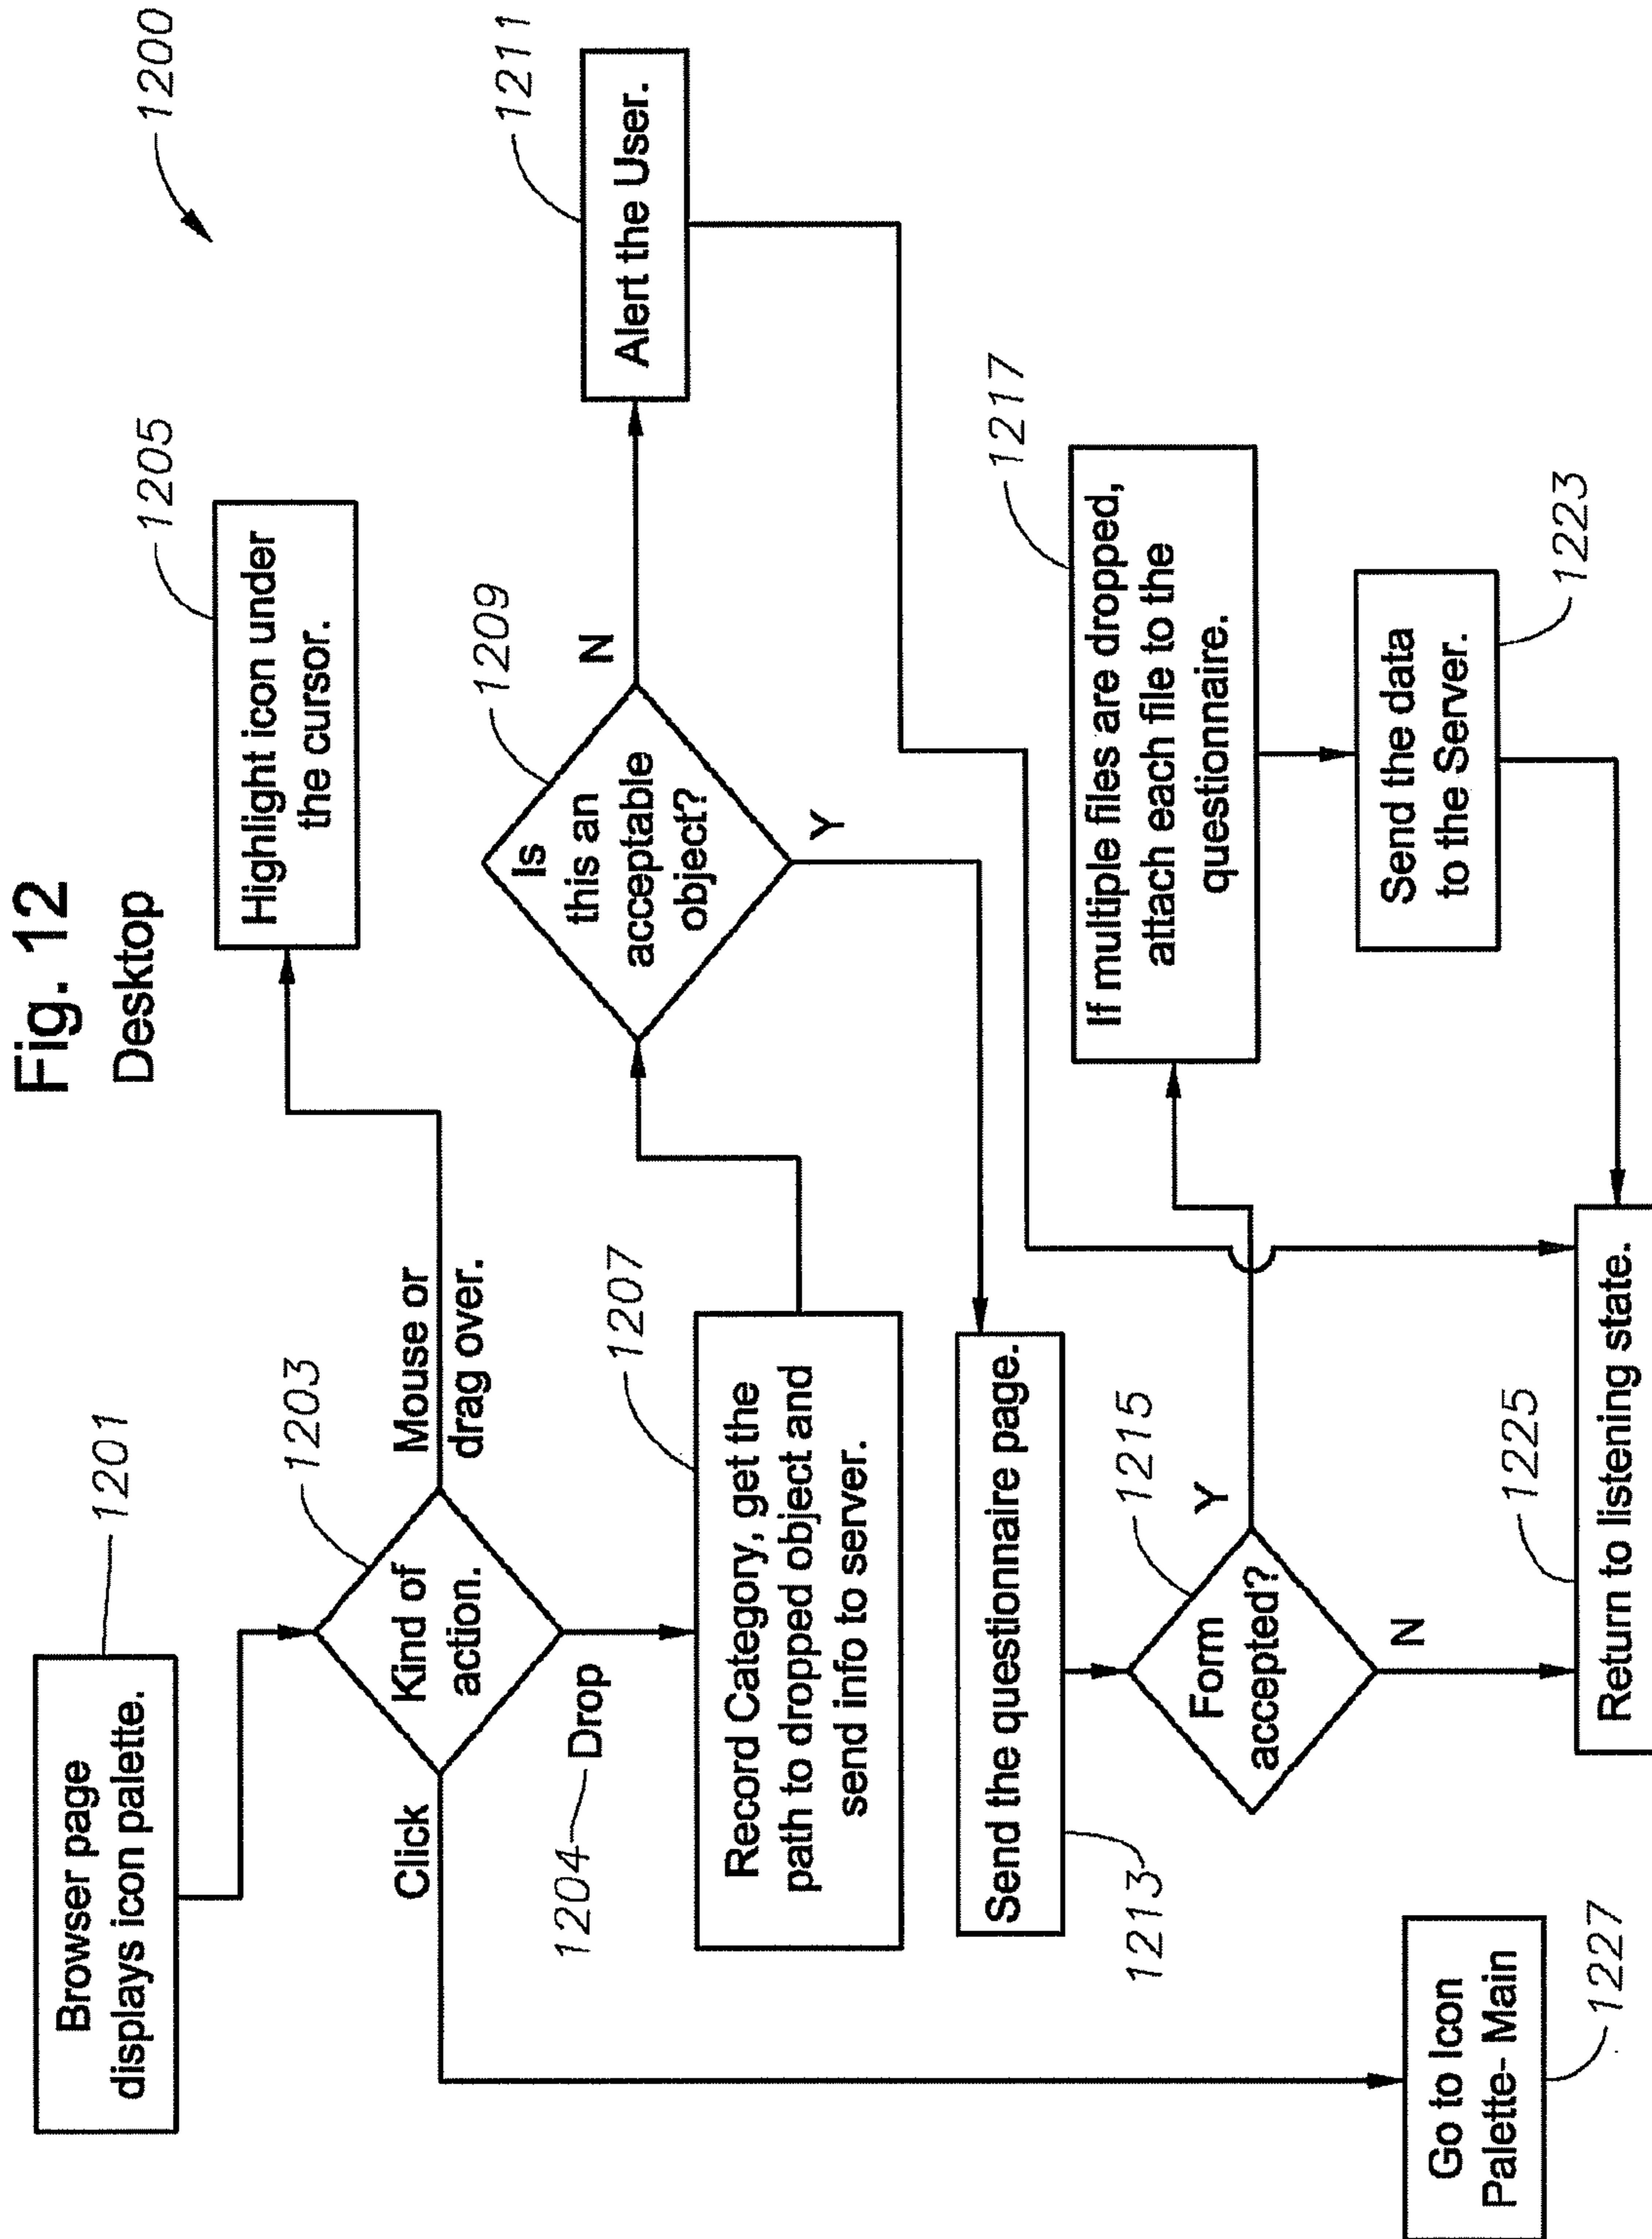 Fig. 12
Desktop
1200
1201
Browser page
displays icon palette.
1203
Kind of
action.
Mouse or
drag over.
1205
Highlight icon under
the cursor.
Click
1204
Drop
1207
Record Category, get the
path to dropped object and
send info to server.
1209
Is
this an
acceptable
object?
N
Y
1211
Alert the User.
Send the questionnaire page.
1213
1215
Form
accepted?
Y
N
1217
If multiple files are dropped,
attach each file to the
questionnaire.
Send the data
to the Server.
1223
1225
Return to listening state.
Go to Icon
Palette- Main
1227